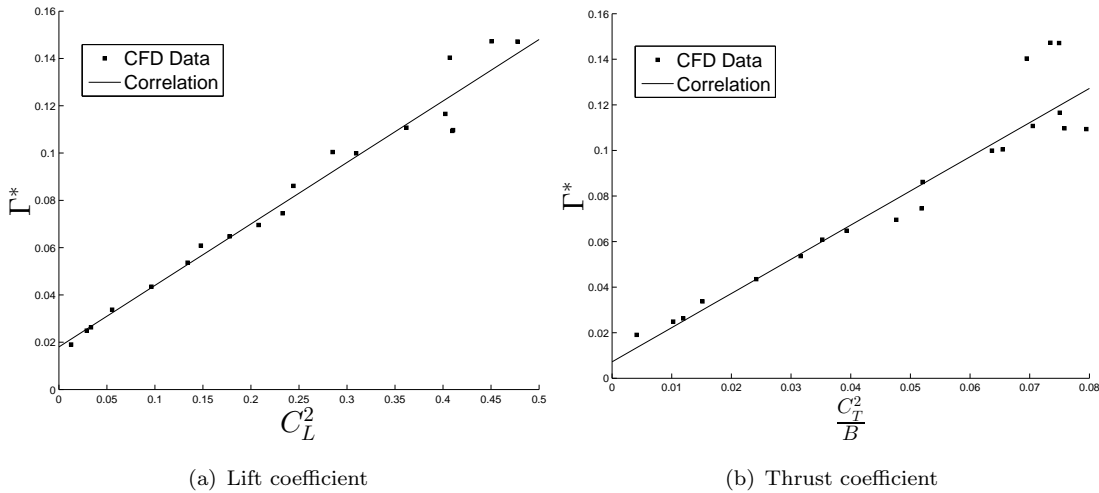 0.16
0.14
0.12
0.1
0.08
0.06
0.04
0.02
0
Γ*
CFD Data
Correlation
0 0.05 0.1 0.15 0.2 0.25 0.3 0.35 0.4 0.45 0.5
C_L^2
(a) Lift coefficient
0.16
0.14
0.12
0.1
0.08
0.06
0.04
0.02
0
Γ*
CFD Data
Correlation
0 0.01 0.02 0.03 0.04 0.05 0.06 0.07 0.08
C_T^2
B
(b) Thrust coefficient